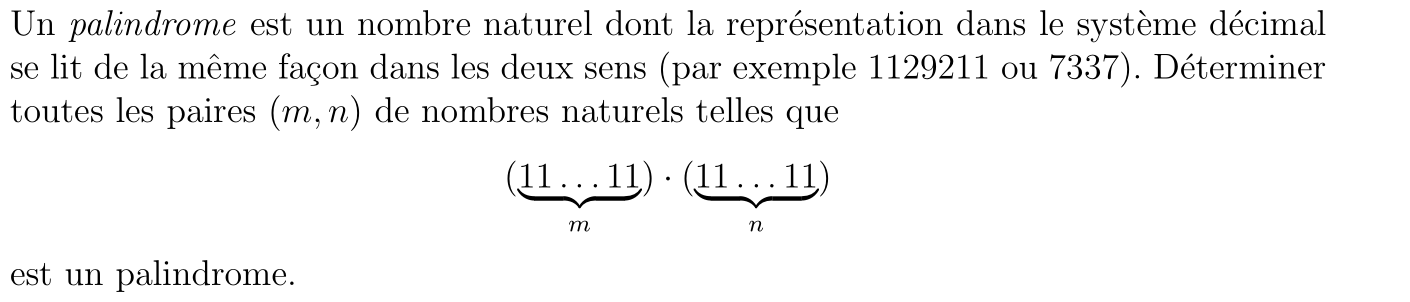 Un palindrome est un nombre naturel dont la représentation dans le système décimal
se lit de la même façon dans les deux sens (par exemple 1129211 ou 7337). Déterminer
toutes les paires (m, n) de nombres naturels telles que
(11 . . . 11) · (11 . . . 11)
m n
est un palindrome.